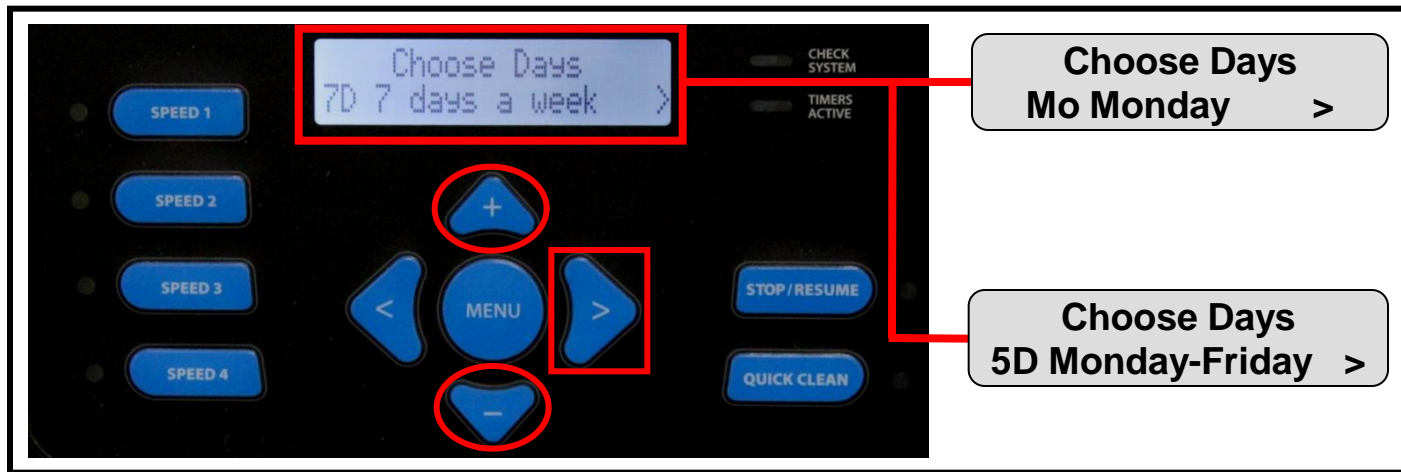 Choose Days
7D 7 days a week >
CHECK
SYSTEM
TIMERS
ACTIVE
SPEED 1
SPEED 2
SPEED 3
SPEED 4
+
<
MENU
>
−
STOP/RESUME
QUICK CLEAN
Choose Days
Mo Monday >
Choose Days
5D Monday-Friday >